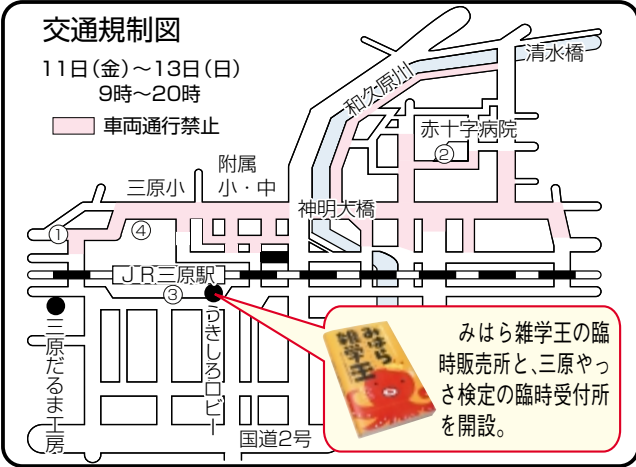 交通規制図
11日(金)～13日(日)
9時～20時
車両通行禁止
清水橋
和久原川
赤十字病院
②
附属
小・中
三原小
神明大橋
①
④
JR三原駅
③
うきしろロビー
三原だるま工房
国道2号
みはら
雑学王
みはら雑学王の臨
時販売所と、三原やっ
さ検定の臨時受付所
を開設。